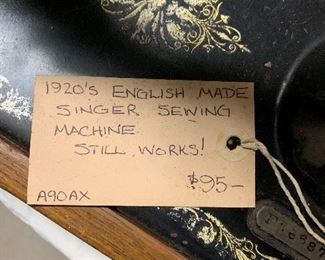 1920's ENGLISH MADE
SINGER SEWING
MACHINE
STILL WORKS!
$95-
A90AX